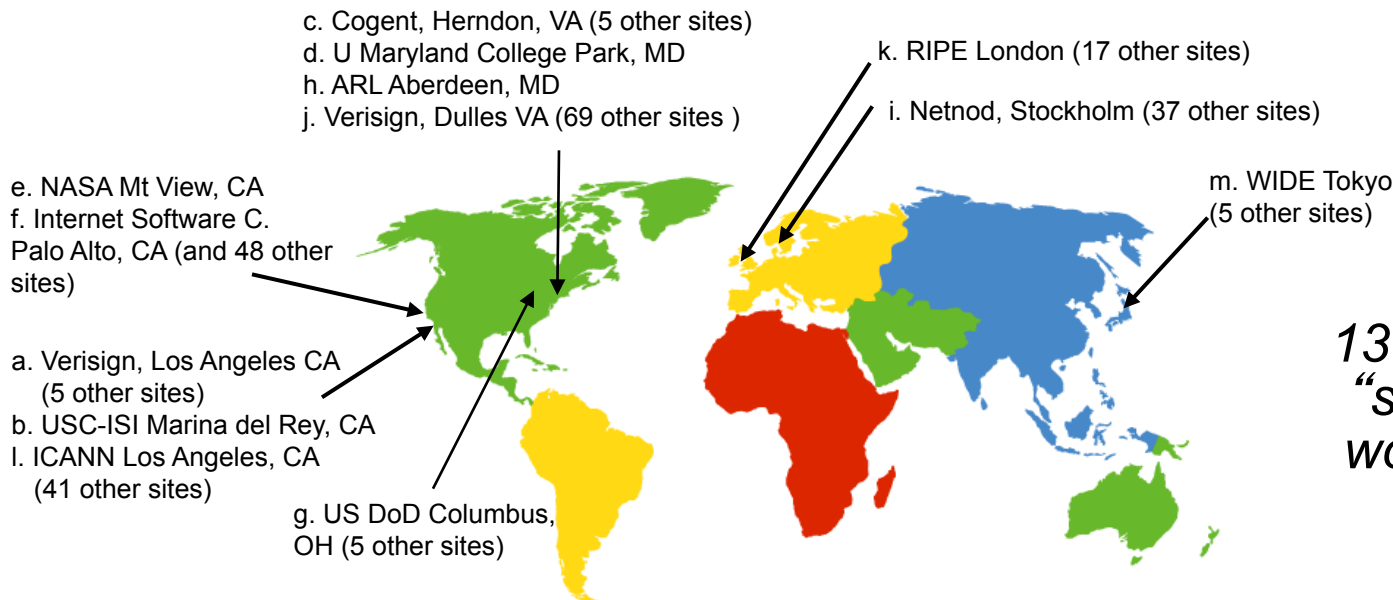 c. Cogent, Herndon, VA (5 other sites)
d. U Maryland College Park, MD
h. ARL Aberdeen, MD
j. Verisign, Dulles VA (69 other sites )
k. RIPE London (17 other sites)
i. Netnod, Stockholm (37 other sites)
m. WIDE Tokyo
(5 other sites)
e. NASA Mt View, CA
f. Internet Software C.
Palo Alto, CA (and 48 other
sites)
a. Verisign, Los Angeles CA
(5 other sites)
b. USC-ISI Marina del Rey, CA
l. ICANN Los Angeles, CA
(41 other sites)
g. US DoD Columbus,
OH (5 other sites)
13